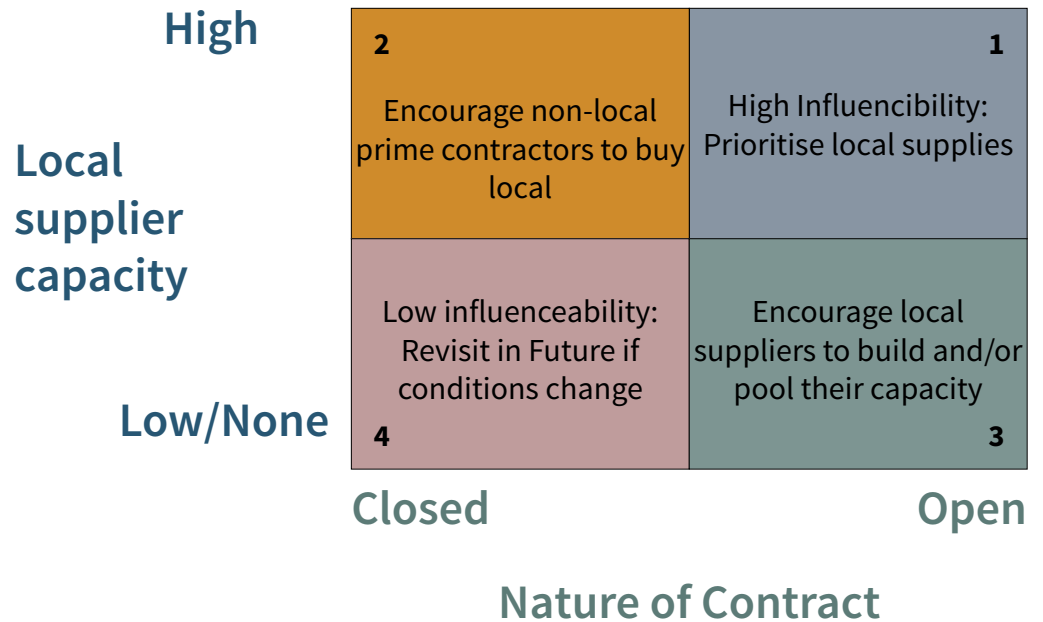 High
2
1
Encourage non-local
prime contractors to buy
local
High Influencibility:
Prioritise local supplies
Local
supplier
capacity
Low influenceability:
Revisit in Future if
conditions change
Encourage local
suppliers to build and/or
pool their capacity
Low/None
4
3
Closed
Open
Nature of Contract